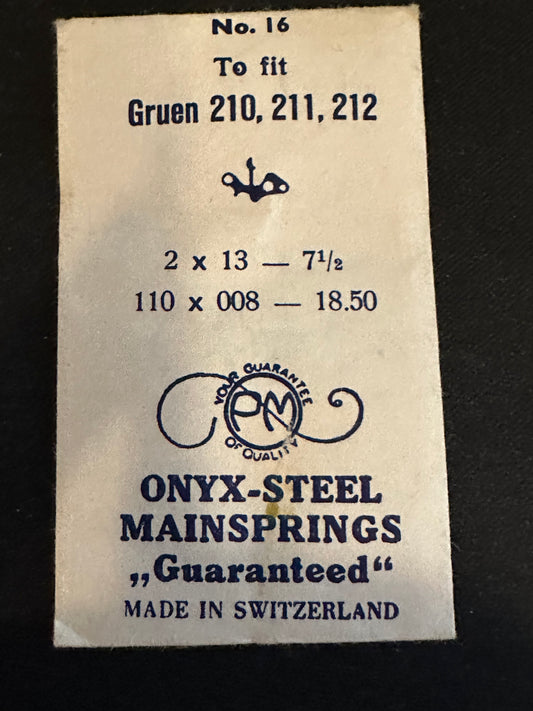 No. 16
To fit
Gruen 210, 211, 212
2 x 13 — 7½
110 x 008 — 18.50
YOUR GUARANTEE
PM
OF QUALITY
ONYX-STEEL
MAINSPRINGS
„Guaranteed“
MADE IN SWITZERLAND